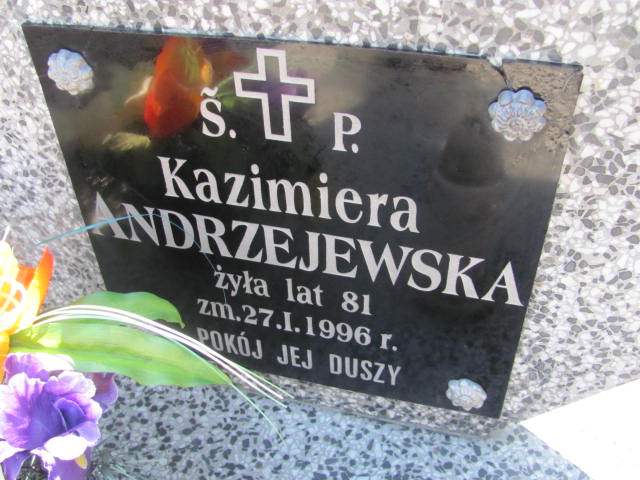 Ś. P.
Kazimiera
ANDRZEJEWSKA
żyła lat 81
zm. 27.I.1996 r.
POKÓJ JEJ DUSZY